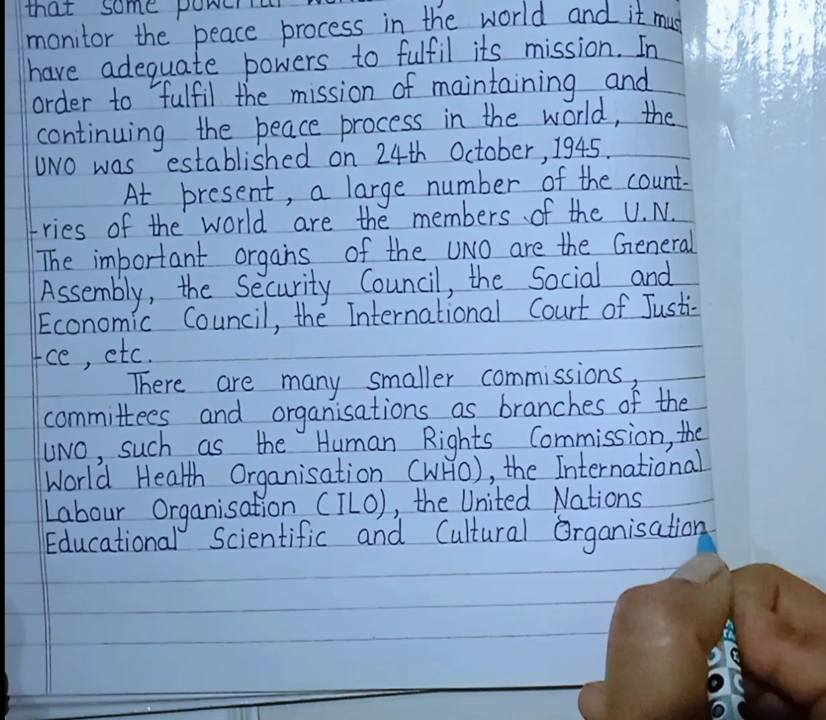 that some powerful
monitor the peace process in the world and it must
have adequate powers to fulfil its mission. In
order to fulfil the mission of maintaining and
continuing the peace process in the world, the
UNO was established on 24th October, 1945.
At present, a large number of the count-
-ries of the world are the members of the U.N.
The important organs of the UNO are the General
Assembly, the Security Council, the Social and
Economic Council, the International Court of Justi-
-ce, etc.
There are many smaller commissions,
committees and organisations as branches of the
UNO, such as the Human Rights Commission, the
World Health Organisation (WHO), the International
Labour Organisation (ILO), the United Nations
Educational Scientific and Cultural Organisation